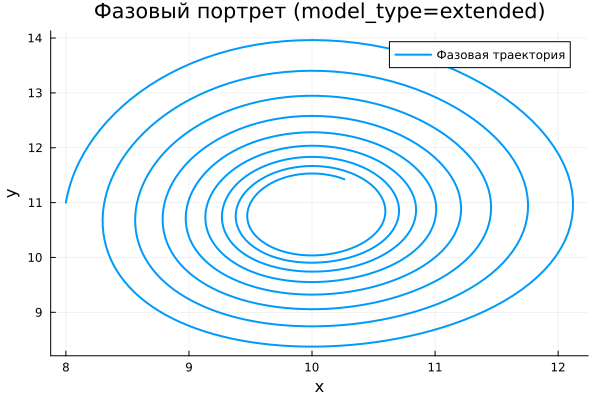 Фазовый портрет (model_type=extended)
Фазовая траектория
14
13
12
11
10
9
y
8
9
10
11
12
x